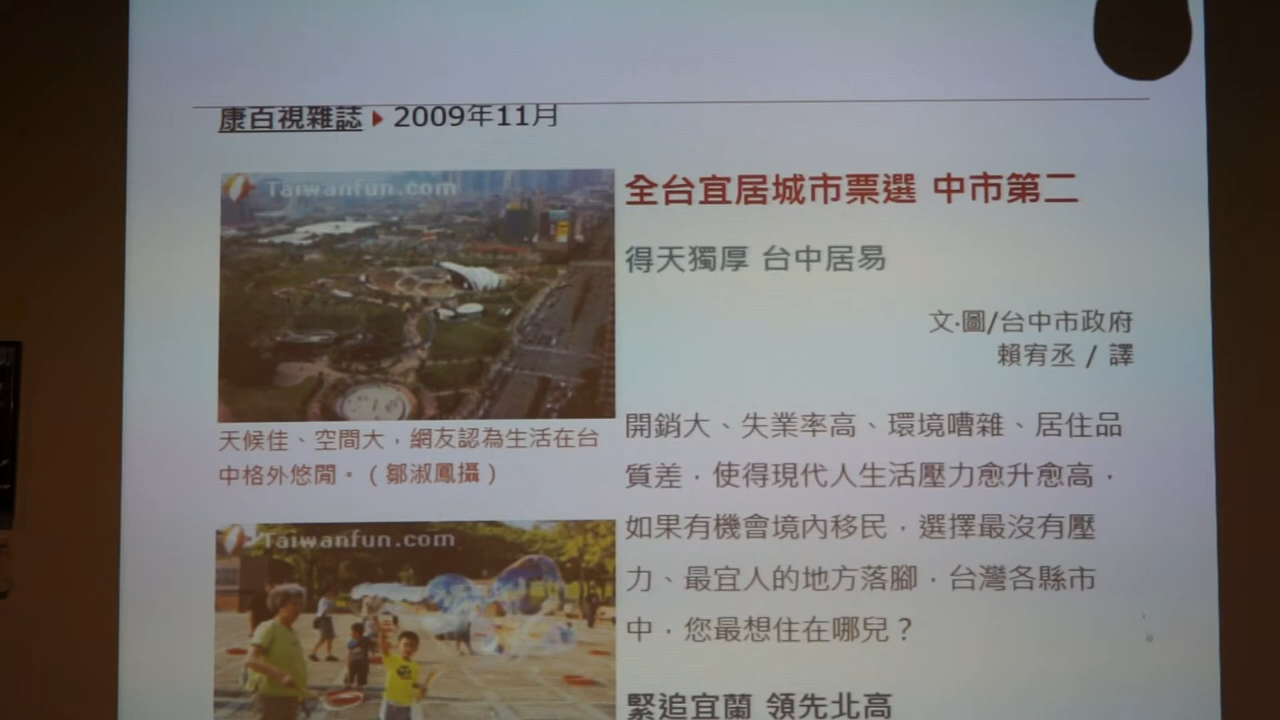 康百視雜誌 ▶ 2009年11月
Taiwanfun.com
全台宜居城市票選 中市第二
得天獨厚 台中居易
文·圖/台中市政府
賴宥丞 / 譯
天候佳、空間大，網友認為生活在台
中格外悠閒。（鄒淑鳳攝）
開銷大、失業率高、環境嘈雜、居住品
質差，使得現代人生活壓力愈升愈高，
如果有機會境內移民，選擇最沒有壓
力、最宜人的地方落腳，台灣各縣市
中，您最想住在哪兒？
Taiwanfun.com
緊追宜蘭 領先北高